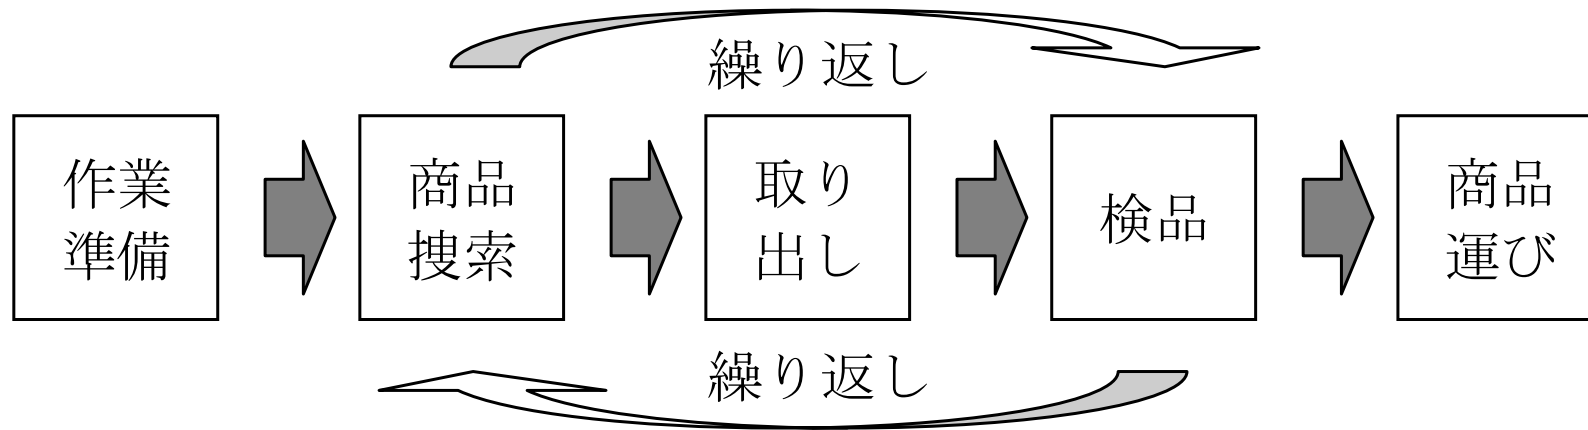 繰り返し
作業
準備
商品
捜索
取り
出し
検品
商品
運び
繰り返し